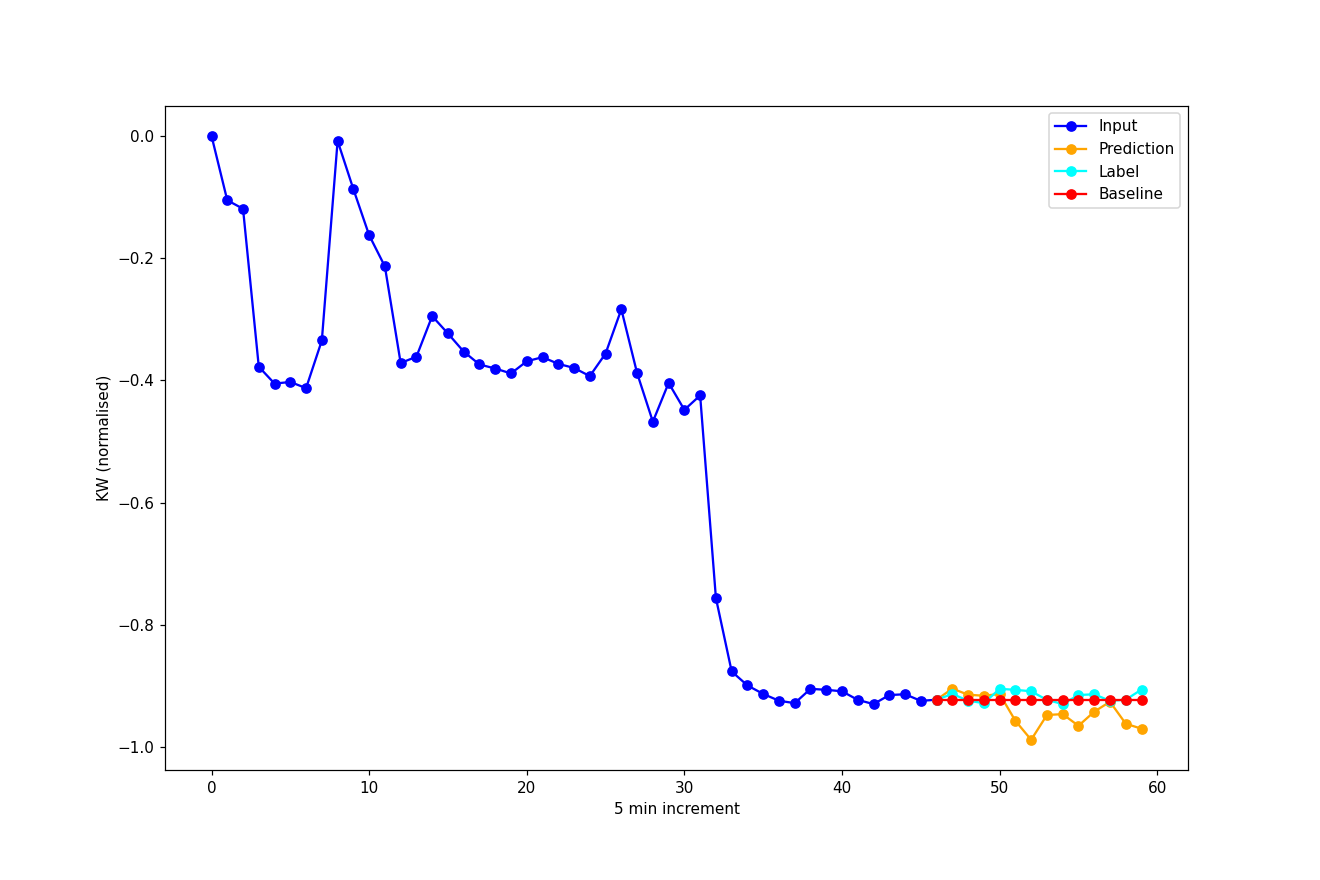 Input
Prediction
Label
Baseline
0.0
−0.2
−0.4
−0.6
−0.8
−1.0
KW (normalised)
0 10 20 30 40 50 60
5 min increment